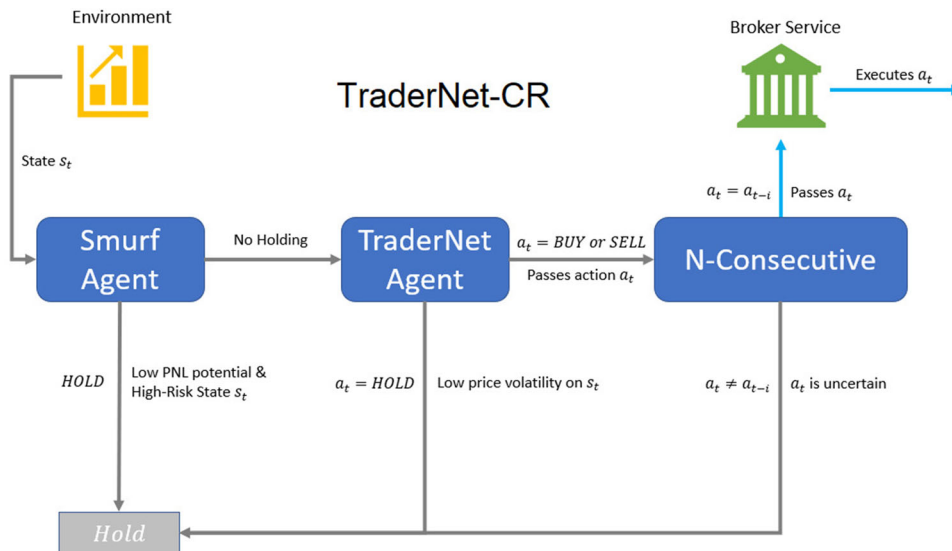 Environment
Broker Service
TraderNet-CR
Executes a_t
State s_t
a_t = a_{t-i}
Passes a_t
Smurf
Agent
No Holding
TraderNet
Agent
a_t = BUY or SELL
Passes action a_t
N-Consecutive
HOLD
Low PNL potential &
High-Risk State s_t
a_t = HOLD
Low price volatility on s_t
a_t ≠ a_{t-i}
a_t is uncertain
Hold